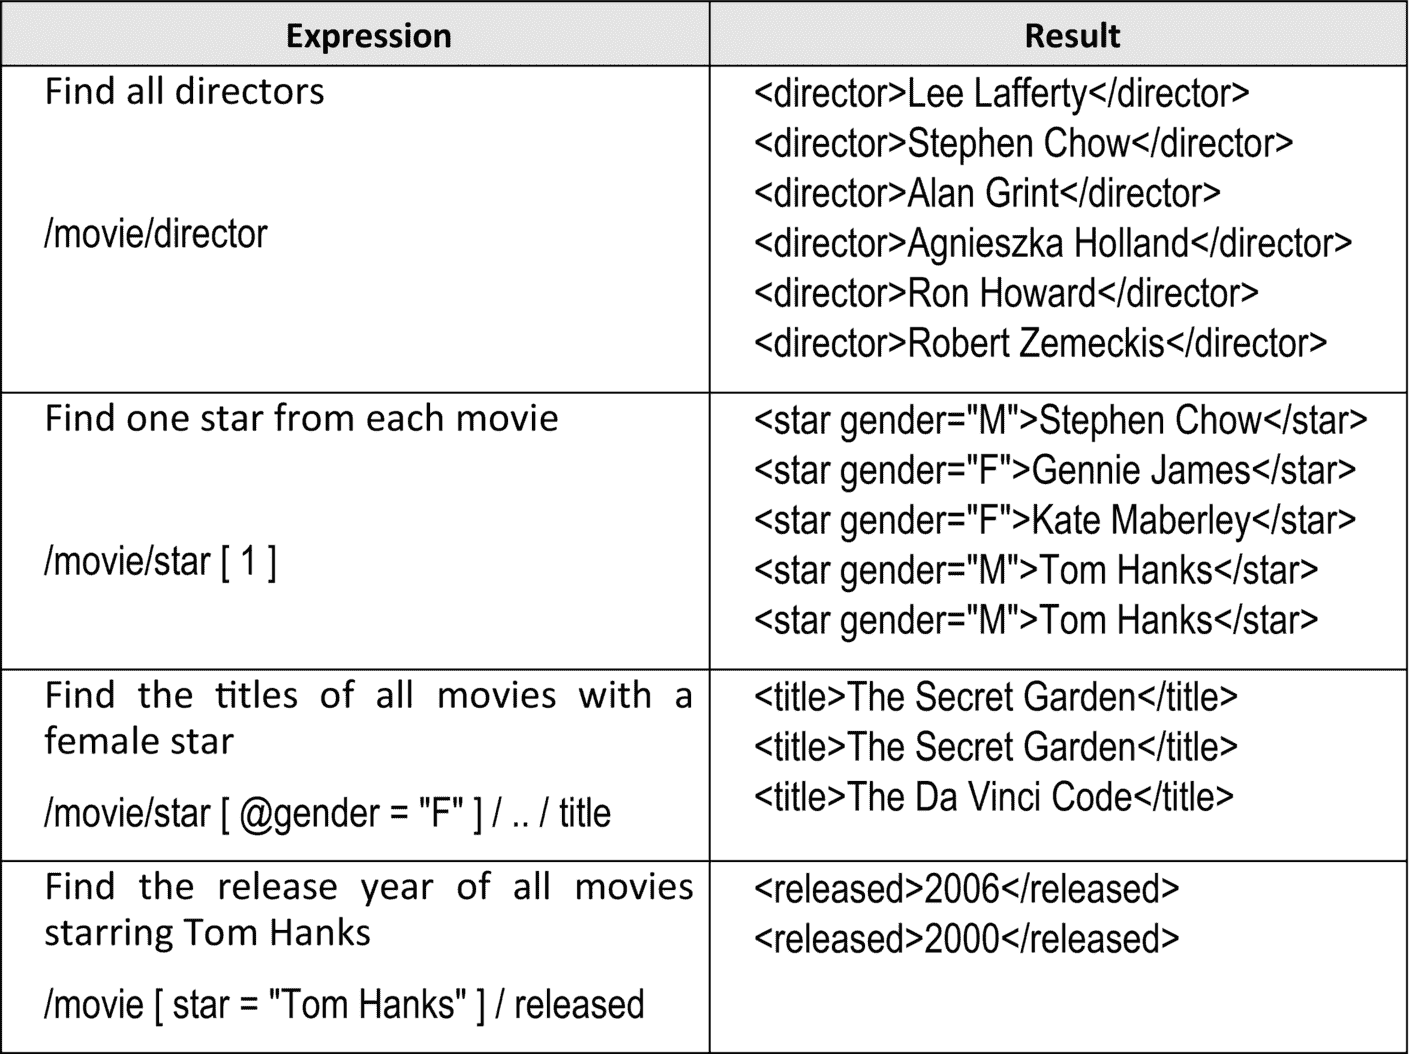 Expression
Result
Find all directors
/movie/director
<director>Lee Lafferty</director>
<director>Stephen Chow</director>
<director>Alan Grint</director>
<director>Agnieszka Holland</director>
<director>Ron Howard</director>
<director>Robert Zemeckis</director>
Find one star from each movie
/movie/star [ 1 ]
<star gender="M">Stephen Chow</star>
<star gender="F">Gennie James</star>
<star gender="F">Kate Maberley</star>
<star gender="M">Tom Hanks</star>
<star gender="M">Tom Hanks</star>
Find the titles of all movies with a
female star
/movie/star [ @gender = "F" ] / .. / title
<title>The Secret Garden</title>
<title>The Secret Garden</title>
<title>The Da Vinci Code</title>
Find the release year of all movies
starring Tom Hanks
/movie [ star = "Tom Hanks" ] / released
<released>2006</released>
<released>2000</released>